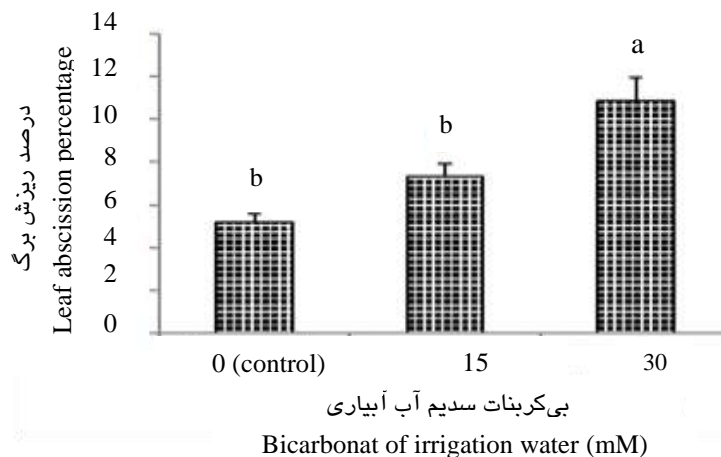 درصد ریزش برگ
Leaf abscission percentage
14
12
10
8
6
4
2
0
b
b
a
0 (control)
15
30
بی‌کربنات سدیم آب آبیاری
Bicarbonat of irrigation water (mM)